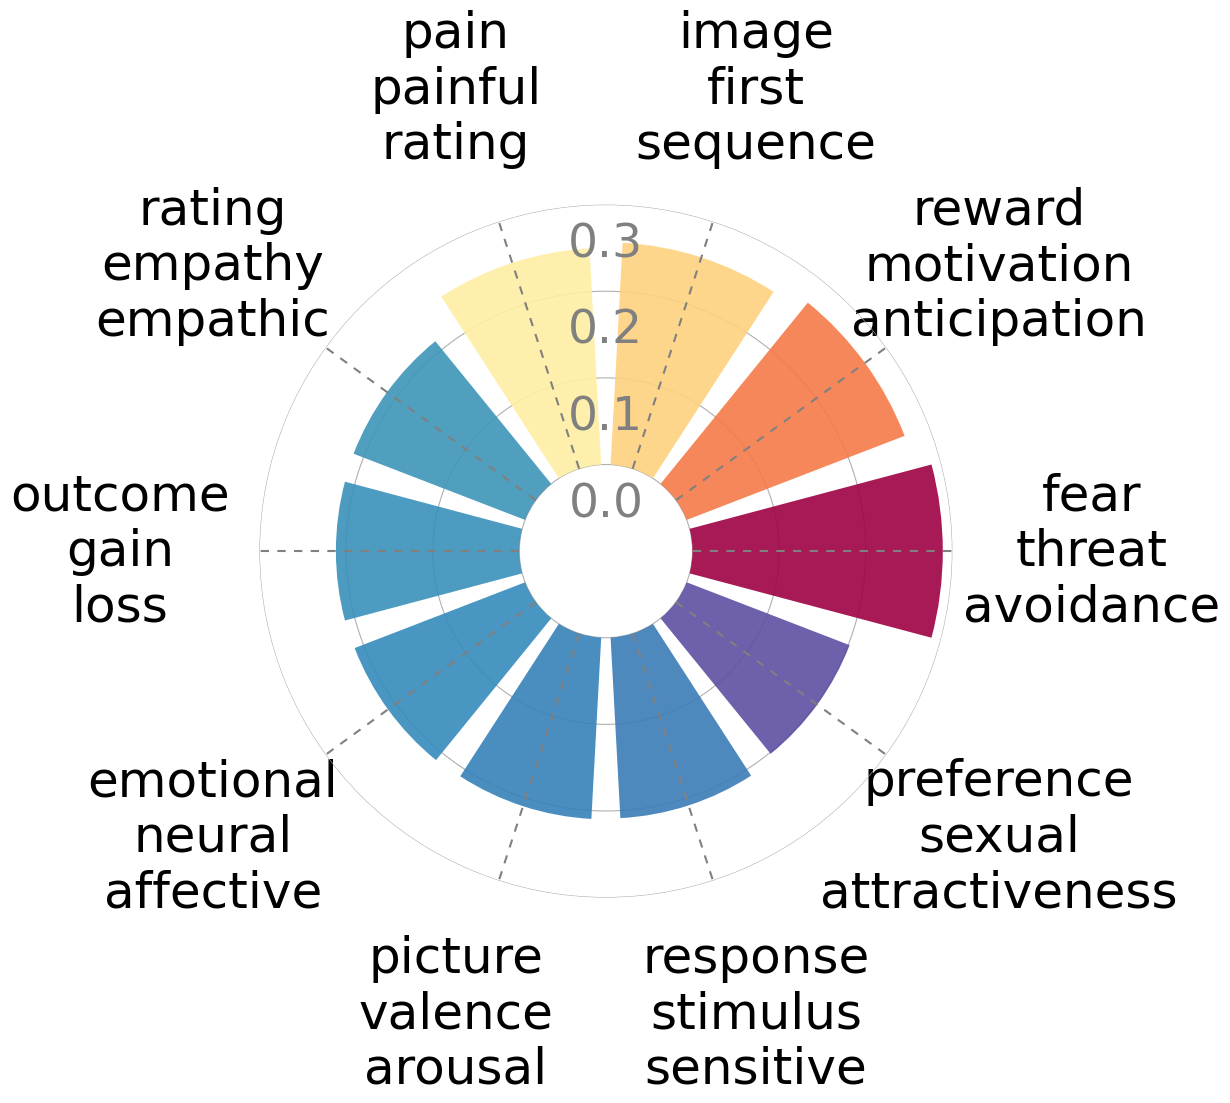 pain
painful
rating
image
first
sequence
rating
empathy
empathic
reward
motivation
anticipation
0.3
0.2
0.1
0.0
outcome
gain
loss
fear
threat
avoidance
emotional
neural
affective
preference
sexual
attractiveness
picture
valence
arousal
response
stimulus
sensitive